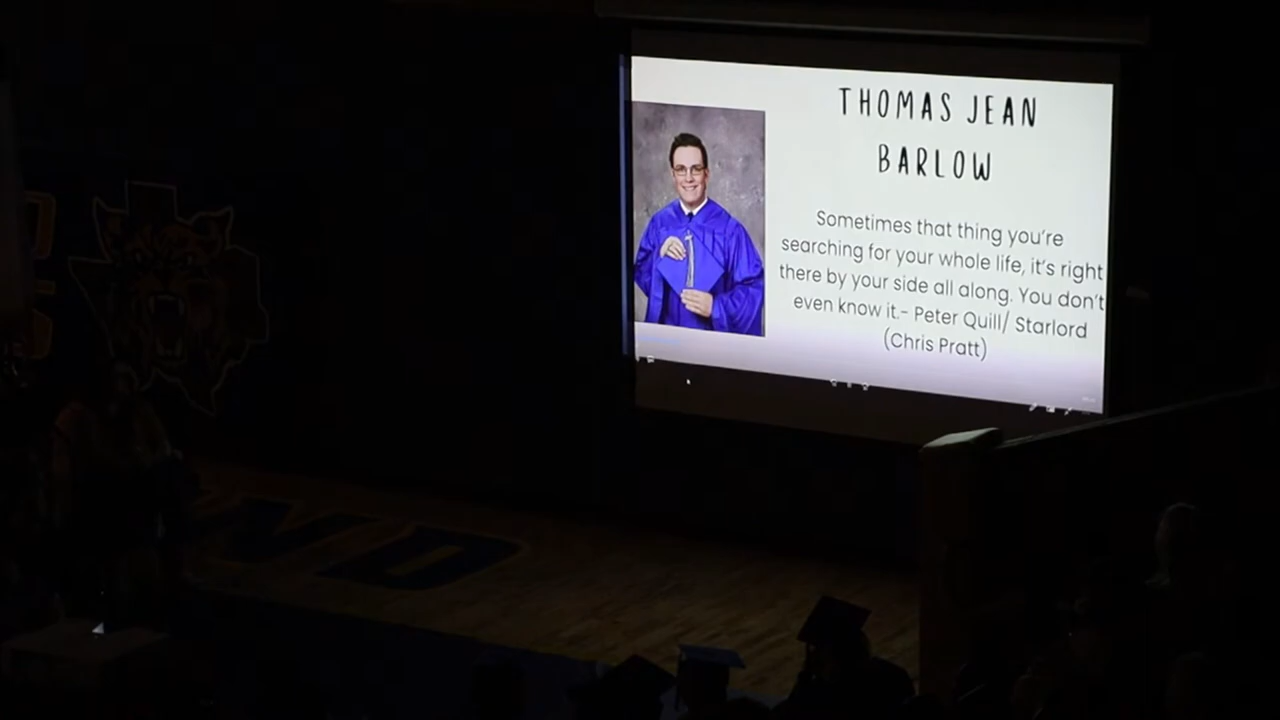 THOMAS JEAN
BARLOW
Sometimes that thing you're
searching for your whole life, it's right
there by your side all along. You don't
even know it.- Peter Quill/ Starlord
(Chris Pratt)